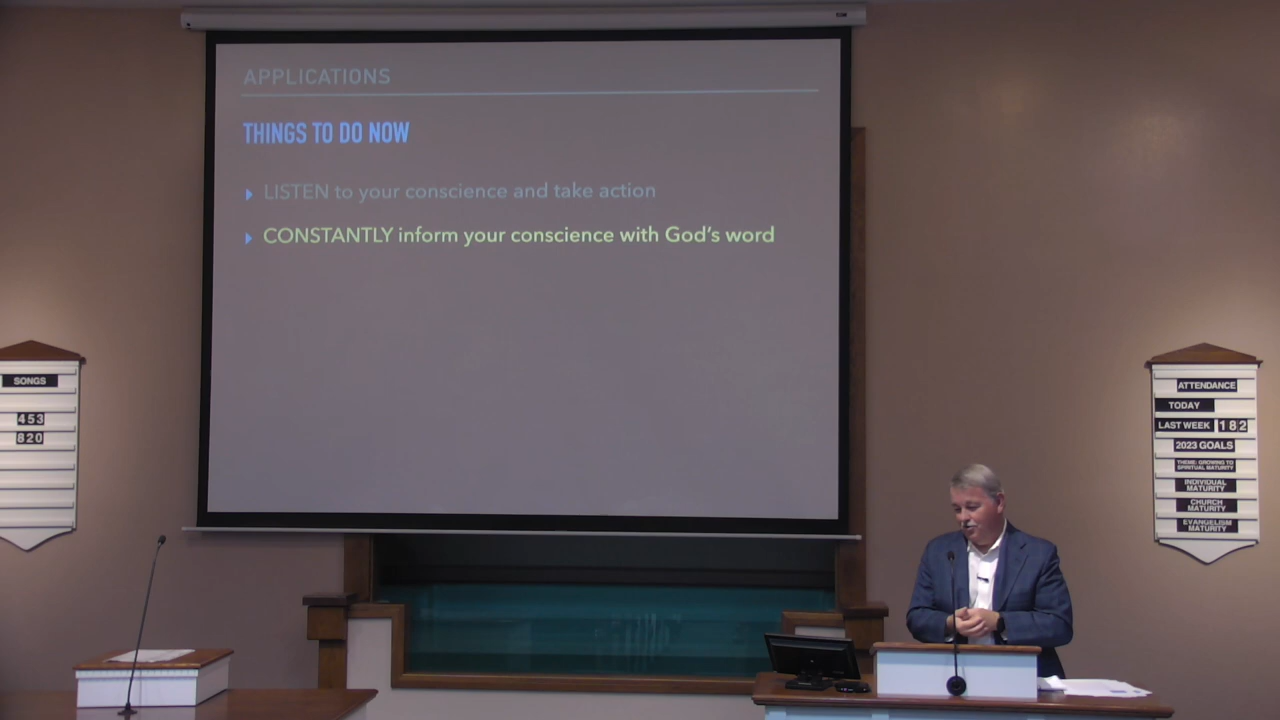 APPLICATIONS
THINGS TO DO NOW
LISTEN to your conscience and take action
CONSTANTLY inform your conscience with God's word
SONGS
453
820
ATTENDANCE
TODAY
LAST WEEK 182
2023 GOALS
THEME: GROWING TO
SPIRITUAL MATURITY
INDIVIDUAL
MATURITY
CHURCH
MATURITY
EVANGELISM
MATURITY